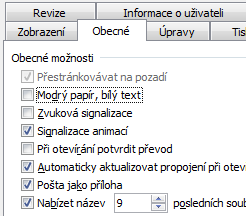 Revize Informace o uživateli
Zobrazení Obecné Úpravy Tis
Obecné možnosti
Přestránkovávat na pozadí
Modrý papír, bílý text
Zvuková signalizace
Signalizace animací
Při otevírání potvrdit převod
Automaticky aktualizovat propojení při otev
Pošta jako příloha
Nabízet název 9 posledních soub